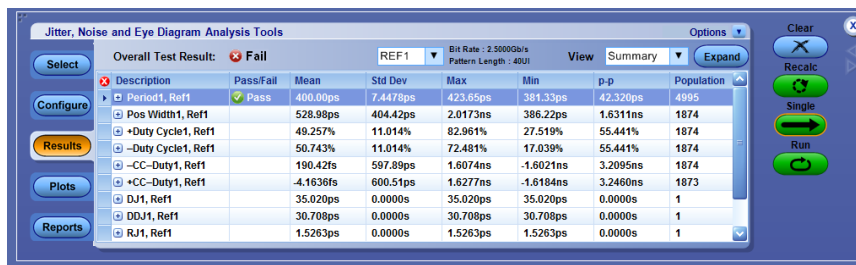 Jitter, Noise and Eye Diagram Analysis Tools Options Clear
Select Overall Test Result: Fail REF1 Bit Rate : 2.5000Gb/s View Summary Expand
Pattern Length : 40UI
Recalc
Description Pass/Fail Mean Std Dev Max Min p-p Population
Period1, Ref1 Pass 400.00ps 7.4478ps 423.65ps 381.33ps 42.320ps 4995
Configure Pos Width1, Ref1 528.98ps 404.42ps 2.0173ns 386.22ps 1.6311ns 1874 Single
+Duty Cycle1, Ref1 49.257% 11.014% 82.961% 27.519% 55.441% 1874
Results –Duty Cycle1, Ref1 50.743% 11.014% 72.481% 17.039% 55.441% 1874 Run
–CC–Duty1, Ref1 190.42fs 597.89ps 1.6074ns -1.6021ns 3.2095ns 1874
Plots +CC–Duty1, Ref1 -4.1636fs 600.51ps 1.6277ns -1.6184ns 3.2460ns 1873
DJ1, Ref1 35.020ps 0.0000s 35.020ps 35.020ps 0.0000s 1
DDJ1, Ref1 30.708ps 0.0000s 30.708ps 30.708ps 0.0000s 1
Reports RJ1, Ref1 1.5263ps 0.0000s 1.5263ps 1.5263ps 0.0000s 1